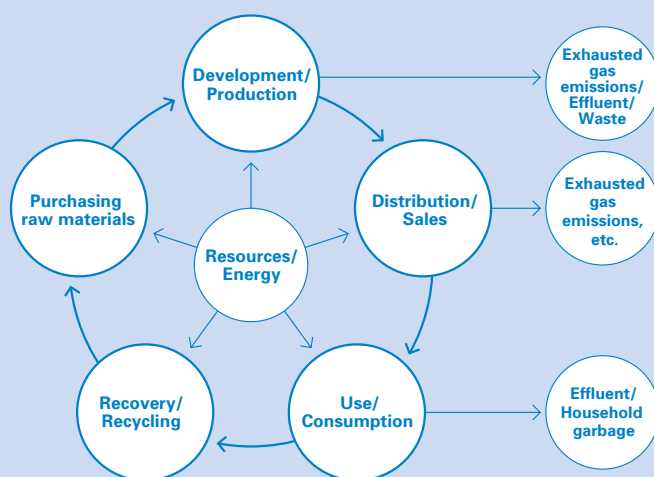 Development/
Production
Exhausted
gas
emissions/
Effluent/
Waste
Purchasing
raw materials
Distribution/
Sales
Exhausted
gas
emissions,
etc.
Resources/
Energy
Recovery/
Recycling
Use/
Consumption
Effluent/
Household
garbage